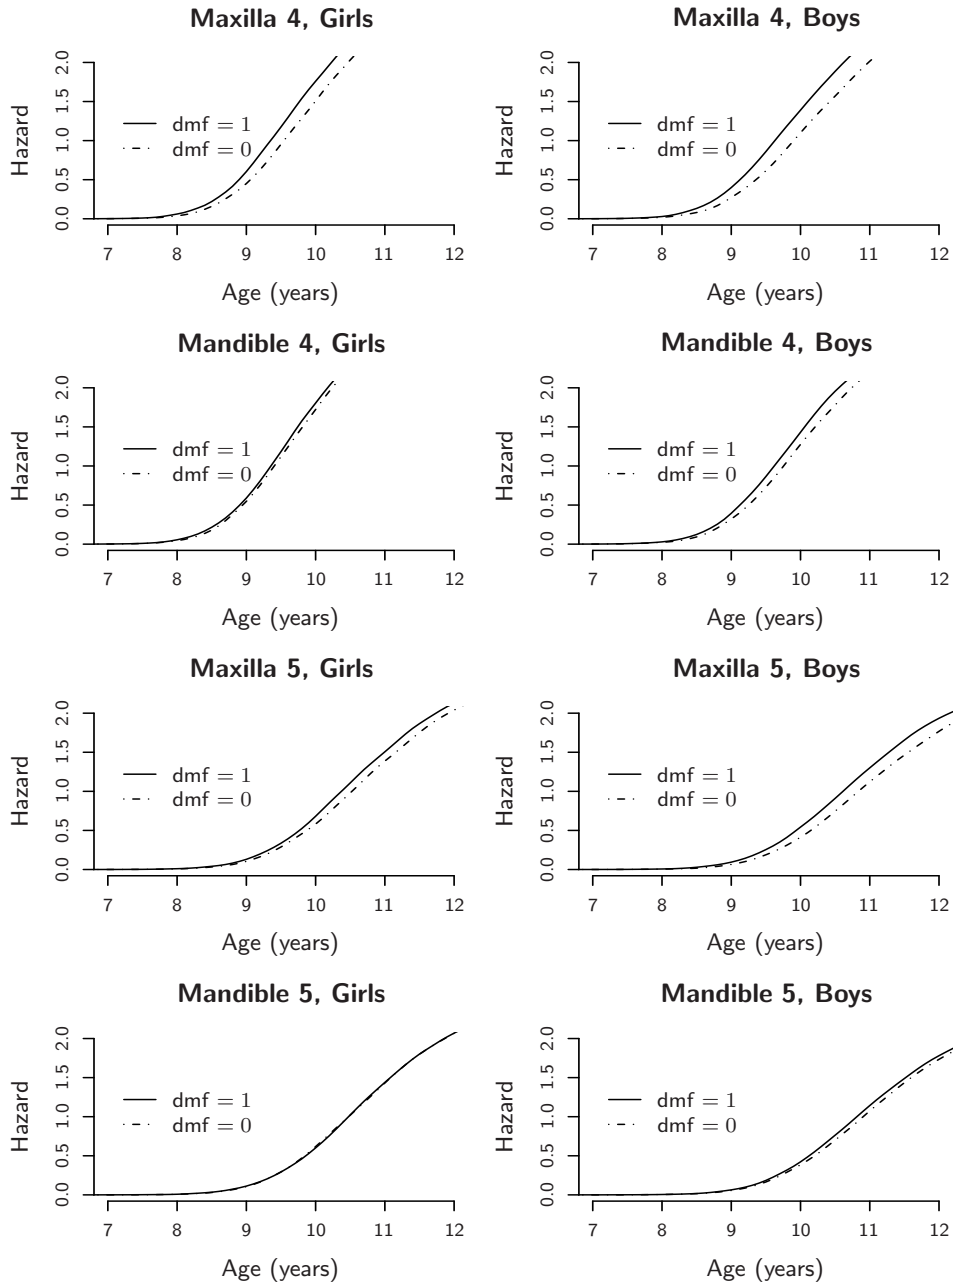 Maxilla 4, Girls
Hazard
0.0 0.5 1.0 1.5 2.0
dmf = 1
dmf = 0
7 8 9 10 11 12
Age (years)
Maxilla 4, Boys
Hazard
0.0 0.5 1.0 1.5 2.0
dmf = 1
dmf = 0
7 8 9 10 11 12
Age (years)
Mandible 4, Girls
Hazard
0.0 0.5 1.0 1.5 2.0
dmf = 1
dmf = 0
7 8 9 10 11 12
Age (years)
Mandible 4, Boys
Hazard
0.0 0.5 1.0 1.5 2.0
dmf = 1
dmf = 0
7 8 9 10 11 12
Age (years)
Maxilla 5, Girls
Hazard
0.0 0.5 1.0 1.5 2.0
dmf = 1
dmf = 0
7 8 9 10 11 12
Age (years)
Maxilla 5, Boys
Hazard
0.0 0.5 1.0 1.5 2.0
dmf = 1
dmf = 0
7 8 9 10 11 12
Age (years)
Mandible 5, Girls
Hazard
0.0 0.5 1.0 1.5 2.0
dmf = 1
dmf = 0
7 8 9 10 11 12
Age (years)
Mandible 5, Boys
Hazard
0.0 0.5 1.0 1.5 2.0
dmf = 1
dmf = 0
7 8 9 10 11 12
Age (years)